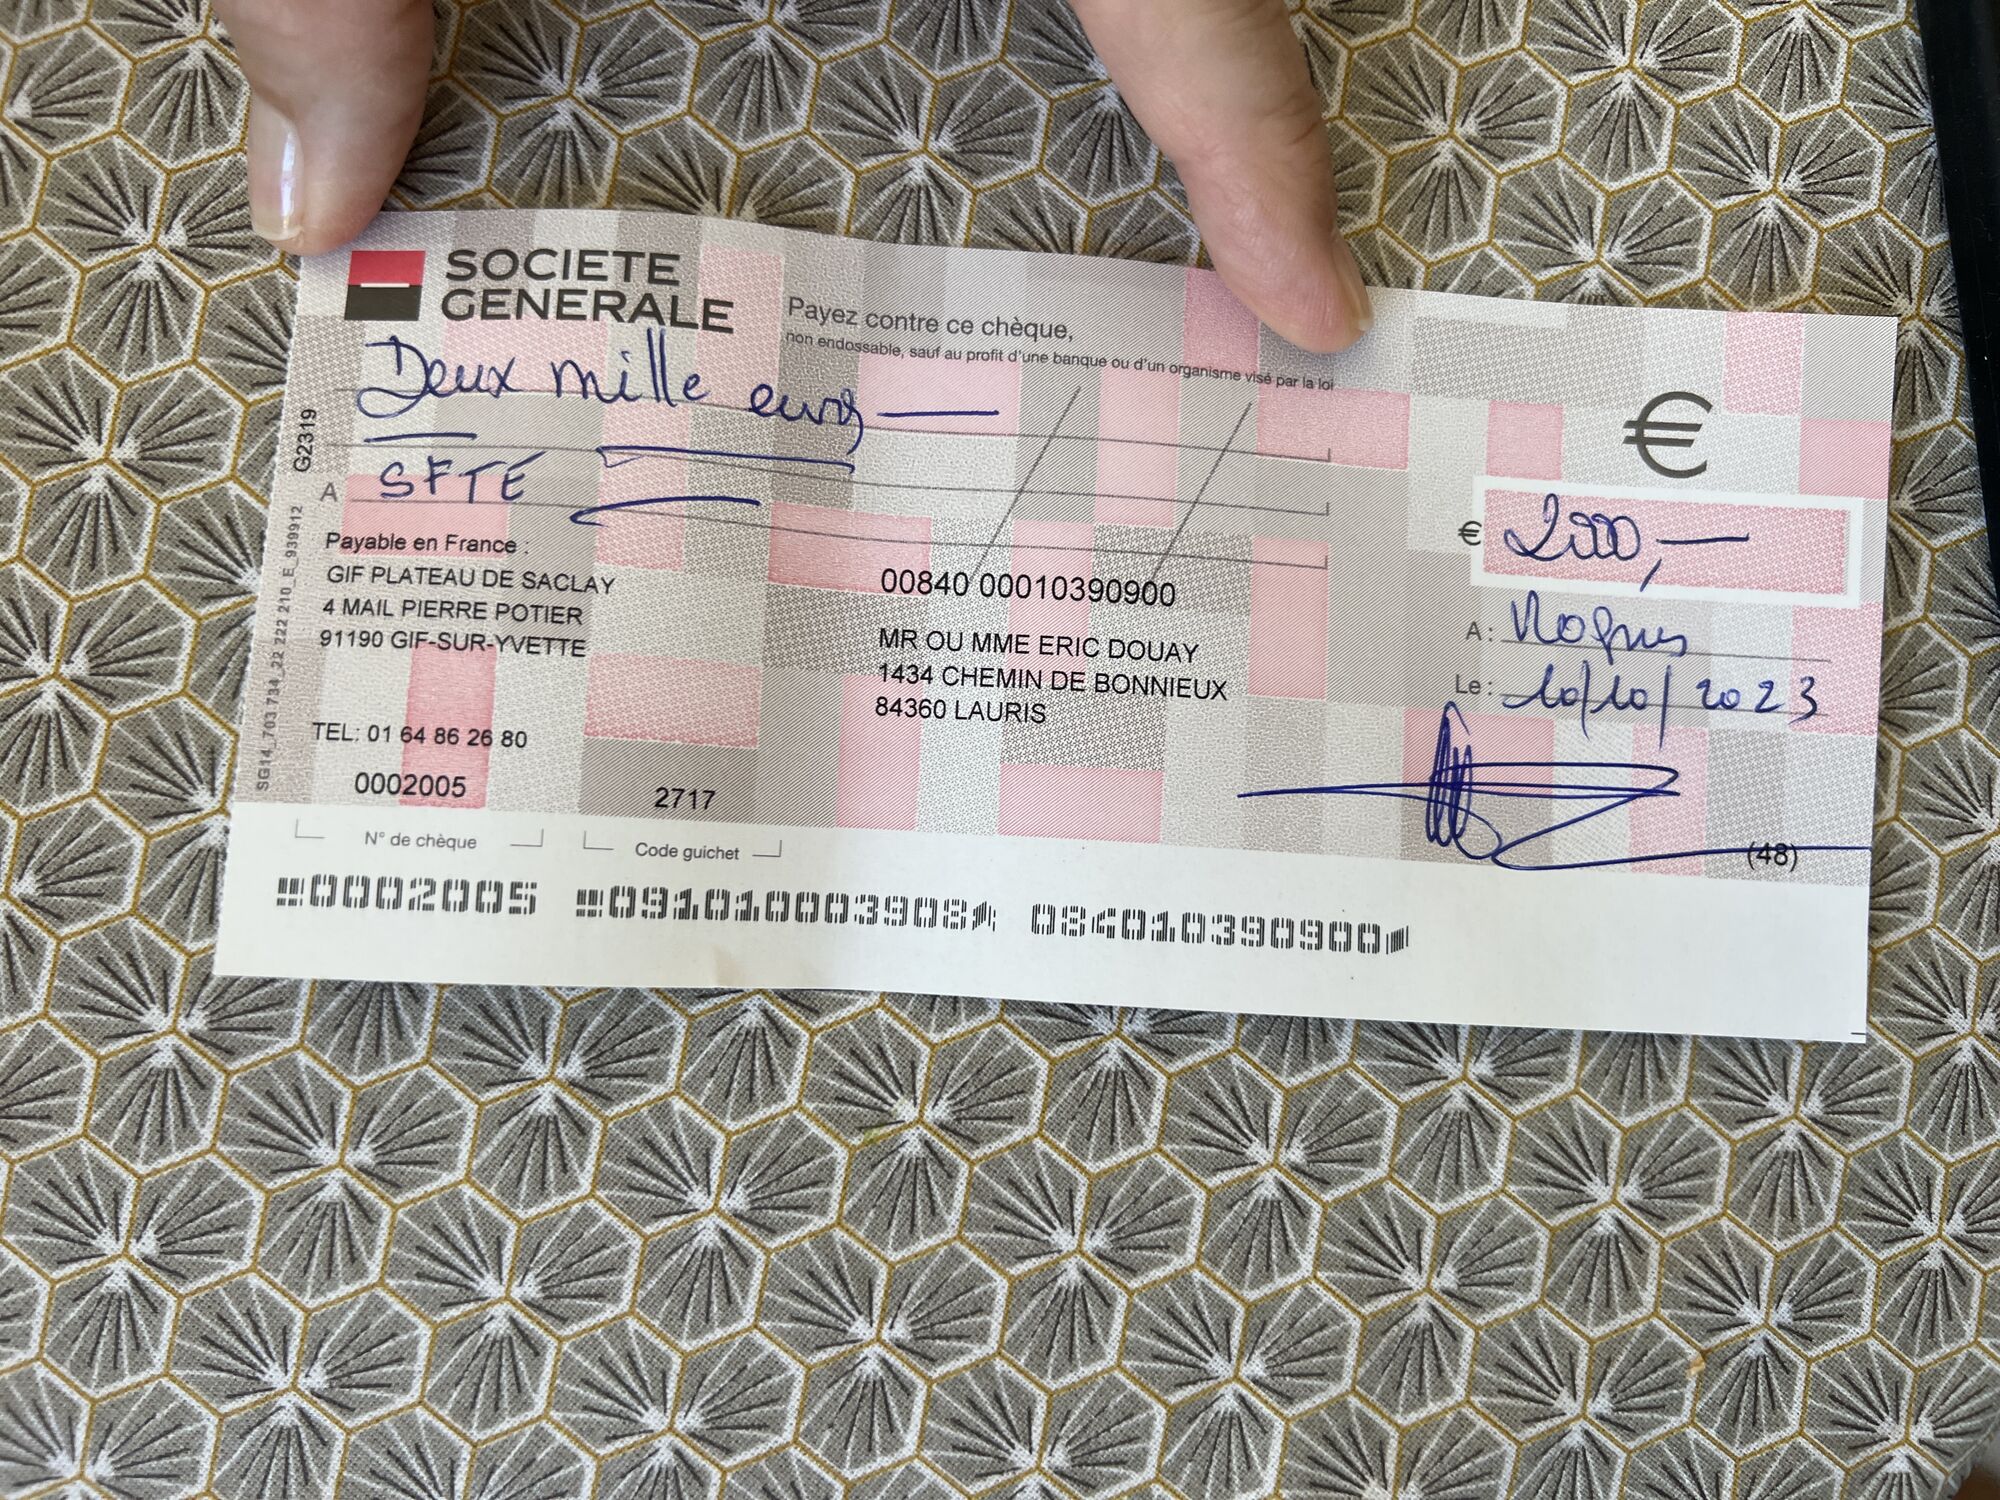 SOCIETE
GENERALE
Payez contre ce chèque,
non endossable, sauf au profit d'une banque ou d'un organisme visé par la loi
Deux mille euros
€
A SFTE
€ 2000,-
Payable en France :
GIF PLATEAU DE SACLAY
4 MAIL PIERRE POTIER
91190 GIF-SUR-YVETTE
TEL: 01 64 86 26 80
00840 00010390900
MR OU MME ERIC DOUAY
1434 CHEMIN DE BONNIEUX
84360 LAURIS
A :
Le : 10/10/2023
0002005
2717
N° de chèque
Code guichet
(48)
0002005 091010003908 084010390900
G2319
SG14_703734_22 222 210_E_939912